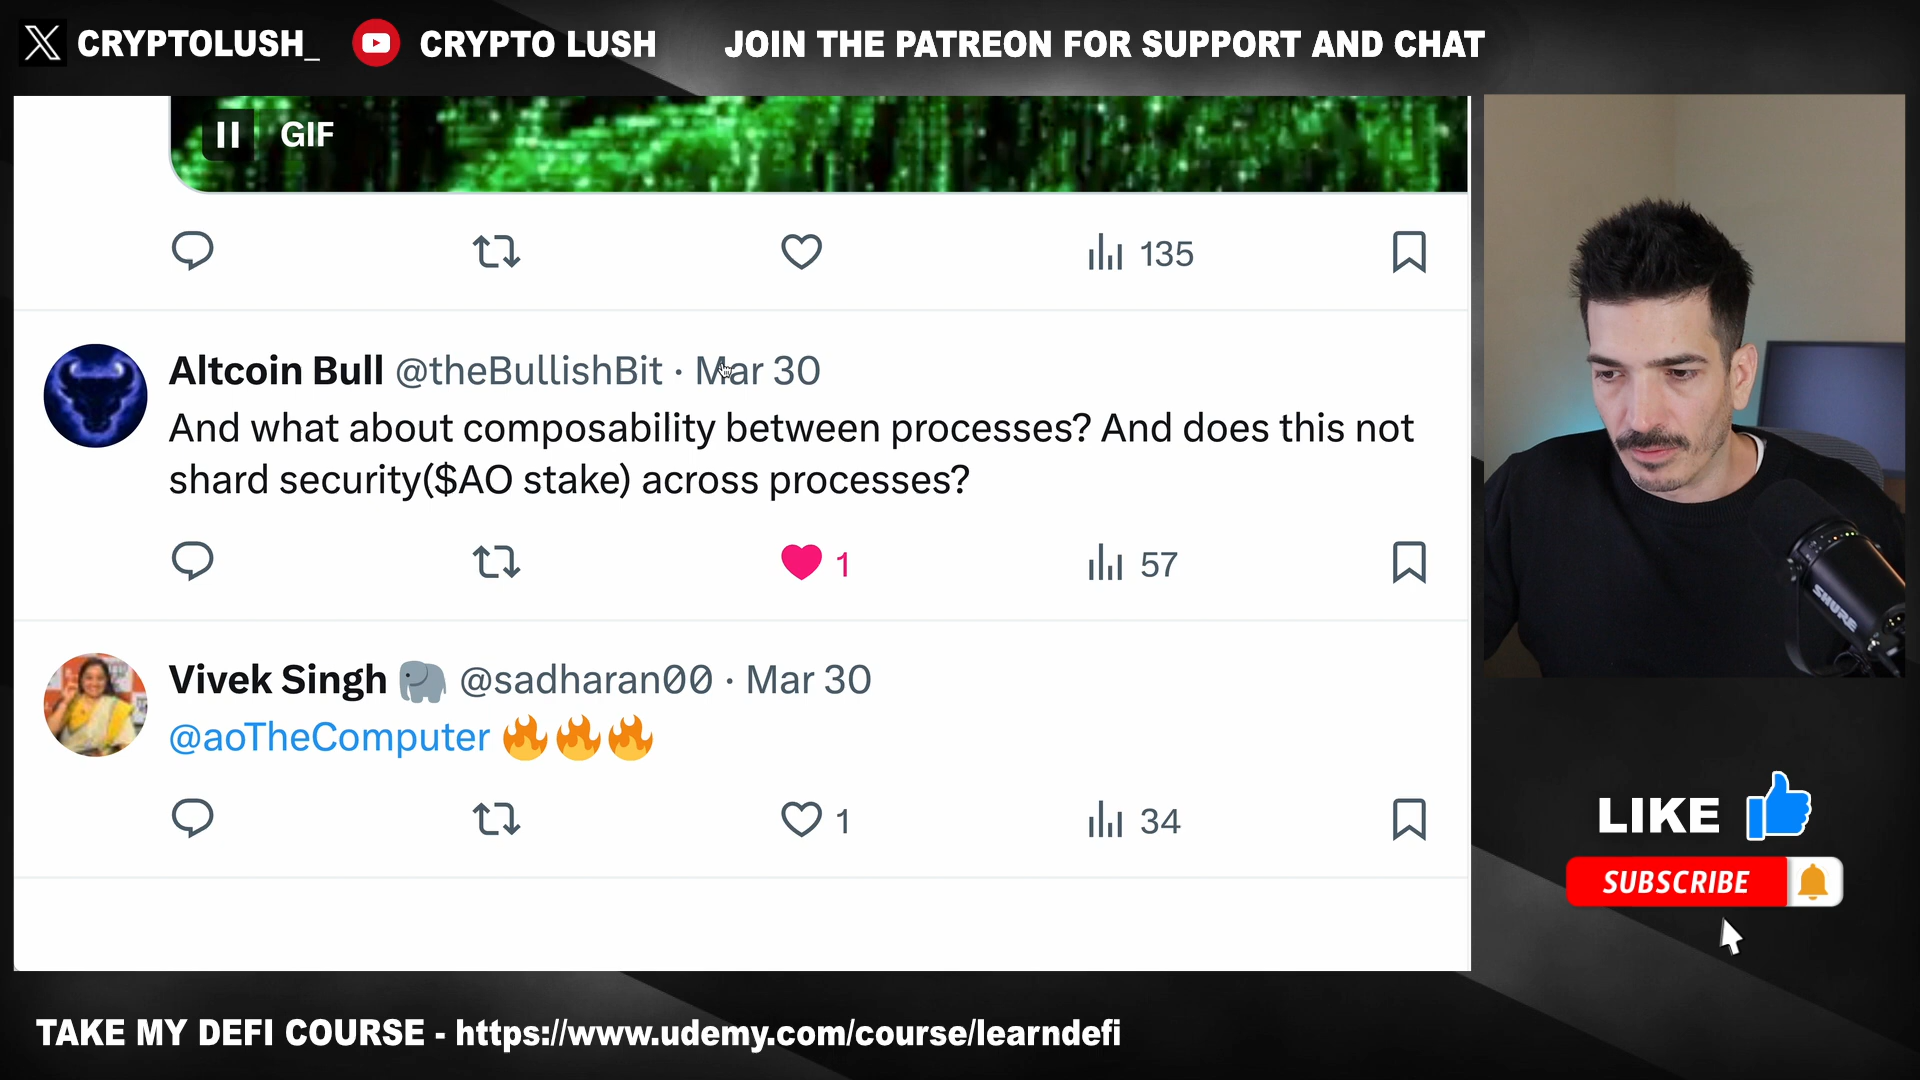 CRYPTOLUSH_ CRYPTO LUSH JOIN THE PATREON FOR SUPPORT AND CHAT
GIF
135
Altcoin Bull @theBullishBit · Mar 30
And what about composability between processes? And does this not
shard security($AO stake) across processes?
1 57
Vivek Singh 🐘 @sadharan00 · Mar 30
@aoTheComputer 🔥🔥🔥
1 34
SHURE
LIKE
SUBSCRIBE
TAKE MY DEFI COURSE - https://www.udemy.com/course/learndefi